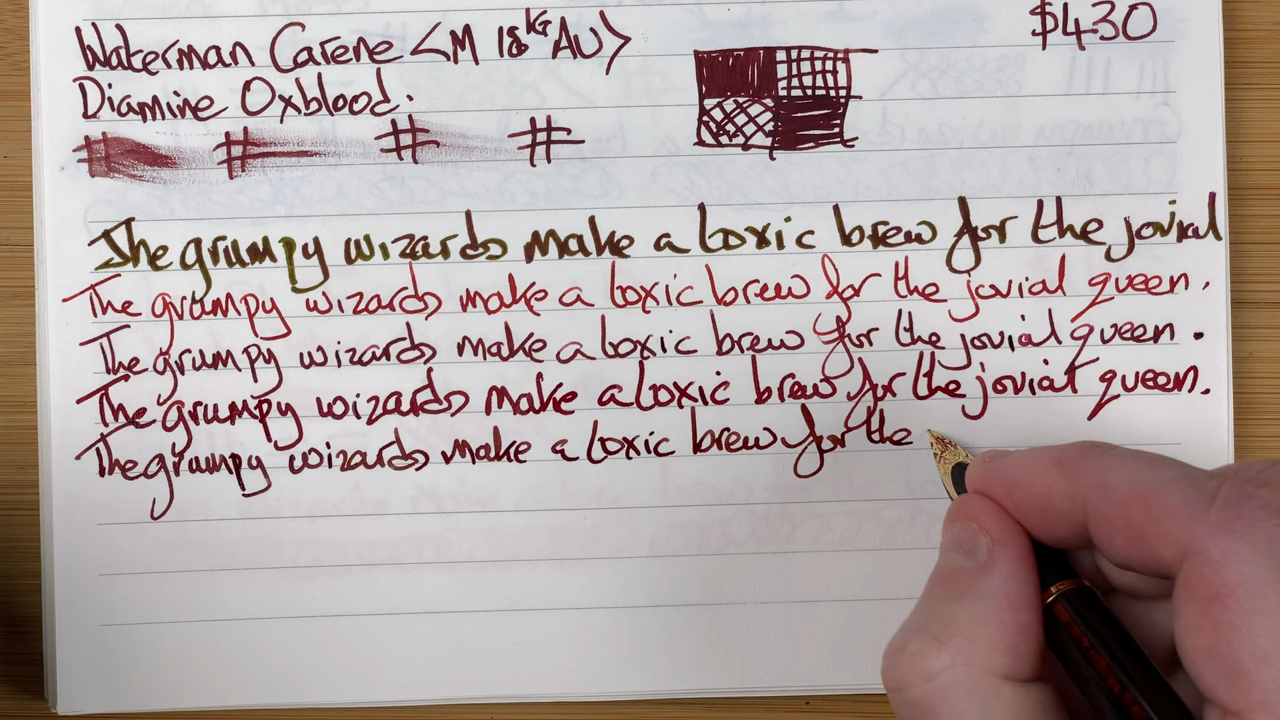 Waterman Carene <M 18kt AU>
$430
Diamine Oxblood.
# # # #
The grumpy wizards make a toxic brew for the jovial
The grumpy wizards make a toxic brew for the jovial queen.
The grumpy wizards make a toxic brew for the jovial queen.
The grumpy wizards make a toxic brew for the jovial queen.
The grumpy wizards make a toxic brew for the